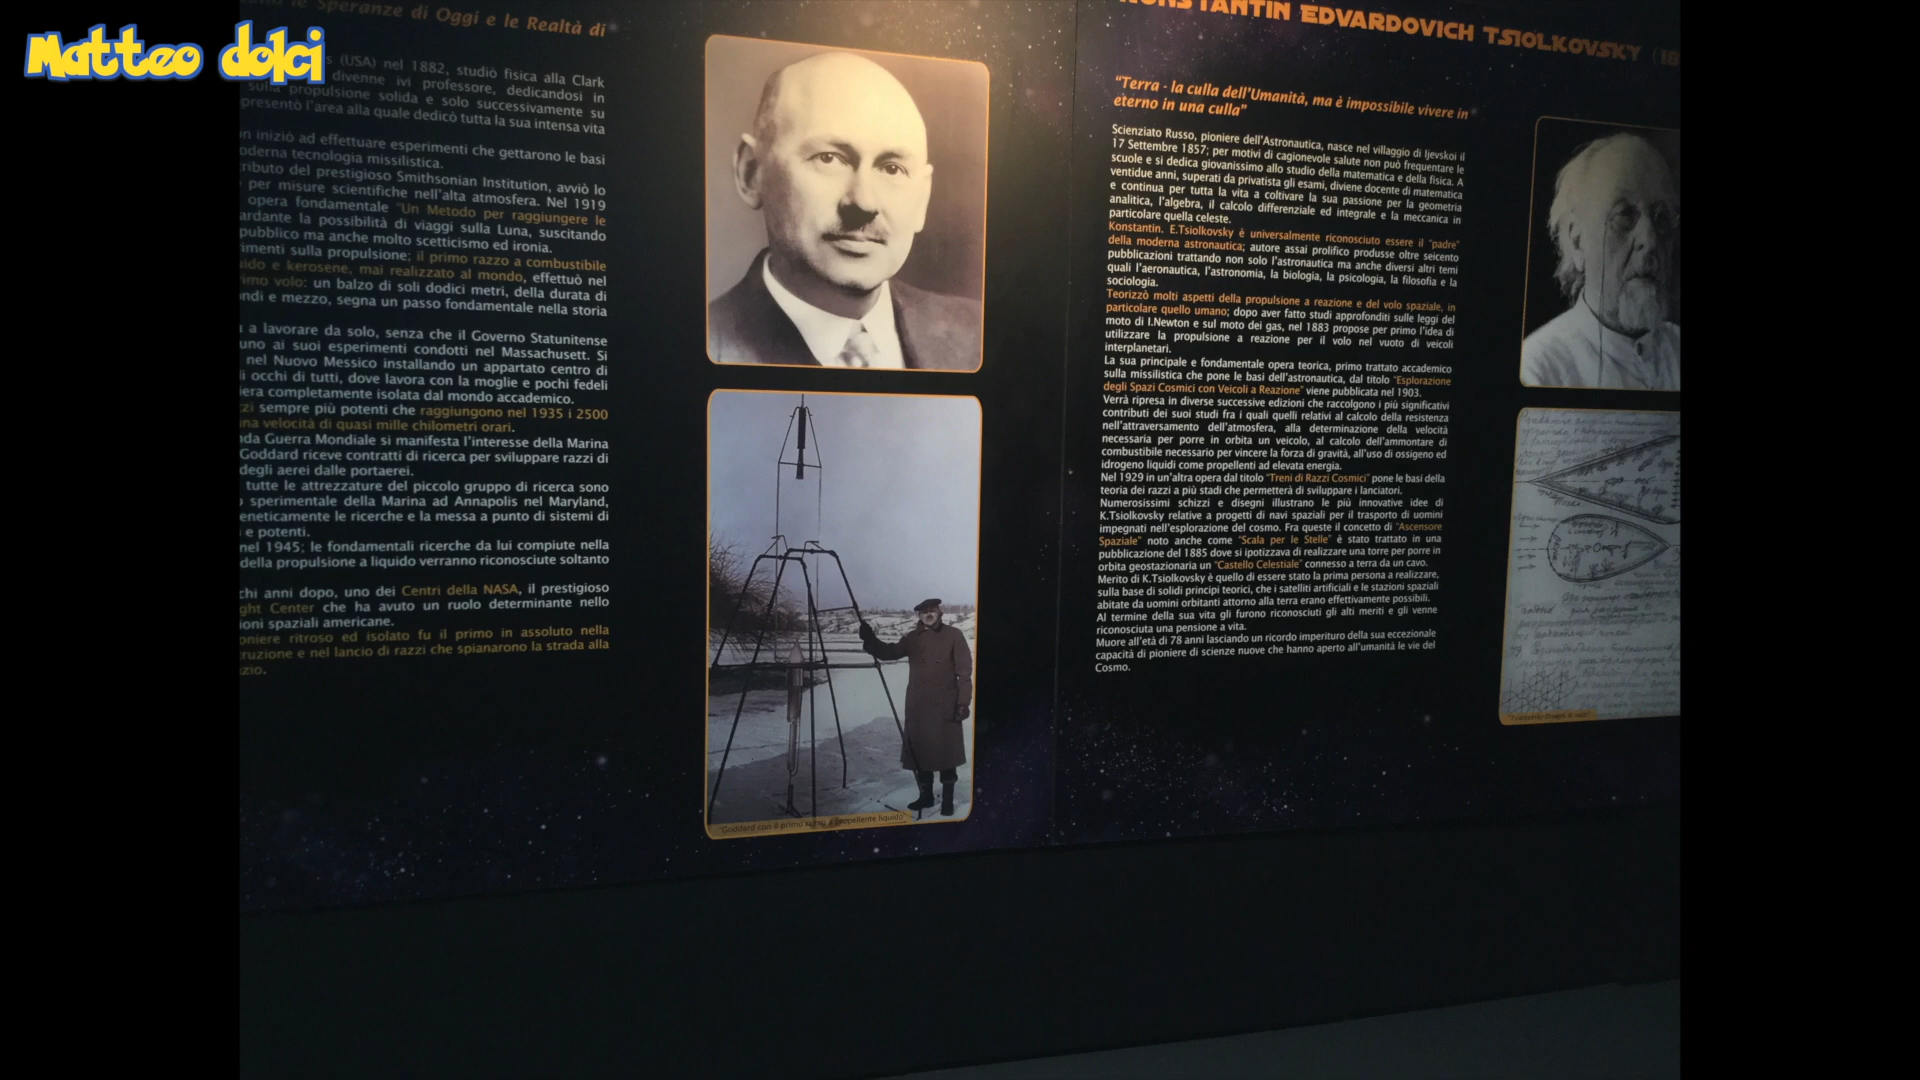 Matteo dolci
le Speranze di Oggi e le Realtà di
(USA) nel 1882, studiò fisica alla Clark
divenne ivi professore, dedicandosi in
sulla propulsione solida e solo successivamente su
presentò l'area alla quale dedicò tutta la sua intensa vita
iniziò ad effettuare esperimenti che gettarono le basi
moderna tecnologia missilistica.
del prestigioso Smithsonian Institution, avviò lo
per misure scientifiche nell'alta atmosfera. Nel 1919
opera fondamentale "Un Metodo per raggiungere le
la possibilità di viaggi sulla Luna, suscitando
pubblico ma anche molto scetticismo ed ironia.
sulla propulsione; il primo razzo a combustibile
e kerosene, mai realizzato al mondo, effettuò nel
volo: un balzo di soli dodici metri, della durata di
e mezzo, segna un passo fondamentale nella storia
a lavorare da solo, senza che il Governo Statunitense
ai suoi esperimenti condotti nel Massachusett. Si
nel Nuovo Messico installando un appartato centro di
occhi di tutti, dove lavora con la moglie e pochi fedeli
completamente isolata dal mondo accademico.
sempre più potenti che raggiungono nel 1935 i 2500
velocità di quasi mille chilometri orari.
Guerra Mondiale si manifesta l'interesse della Marina
Goddard riceve contratti di ricerca per sviluppare razzi di
degli aerei dalle portaerei.
tutte le attrezzature del piccolo gruppo di ricerca sono
sperimentale della Marina ad Annapolis nel Maryland,
le ricerche e la messa a punto di sistemi di
e potenti.
nel 1945; le fondamentali ricerche da lui compiute nella
della propulsione a liquido verranno riconosciute soltanto
anni dopo, uno dei Centri della NASA, il prestigioso
Center che ha avuto un ruolo determinante nello
spaziali americane.
ritroso ed isolato fu il primo in assoluto nella
e nel lancio di razzi che spianarono la strada alla
"Goddard con il primo razzo a propellente liquido"
KONSTANTIN EDVARDOVICH TSIOLKOVSKY (18
"Terra - la culla dell'Umanità, ma è impossibile vivere in
eterno in una culla"
Scienziato Russo, pioniere dell'Astronautica, nasce nel villaggio di Ijevskoi il
17 Settembre 1857; per motivi di cagionevole salute non può frequentare le
scuole e si dedica giovanissimo allo studio della matematica e della fisica. A
ventidue anni, superati da privatista gli esami, diviene docente di matematica
e continua per tutta la vita a coltivare la sua passione per la geometria
analitica, l'algebra, il calcolo differenziale ed integrale e la meccanica in
particolare quella celeste.
Konstantin. E.Tsiolkovsky è universalmente riconosciuto essere il "padre"
della moderna astronautica; autore assai prolifico produsse oltre seicento
pubblicazioni trattando non solo l'astronautica ma anche diversi altri temi
quali l'aeronautica, l'astronomia, la biologia, la psicologia, la filosofia e la
sociologia.
Teorizzò molti aspetti della propulsione a reazione e del volo spaziale, in
particolare quello umano; dopo aver fatto studi approfonditi sulle leggi del
moto di I.Newton e sul moto dei gas, nel 1883 propose per primo l'idea di
utilizzare la propulsione a reazione per il volo nel vuoto di veicoli
interplanetari.
La sua principale e fondamentale opera teorica, primo trattato accademico
sulla missilistica che pone le basi dell'astronautica, dal titolo "Esplorazione
degli Spazi Cosmici con Veicoli a Reazione" viene pubblicata nel 1903.
Verrà ripresa in diverse successive edizioni che raccolgono i più significativi
contributi dei suoi studi fra i quali quelli relativi al calcolo della resistenza
nell'attraversamento dell'atmosfera, alla determinazione della velocità
necessaria per porre in orbita un veicolo, al calcolo dell'ammontare di
combustibile necessario per vincere la forza di gravità, all'uso di ossigeno ed
idrogeno liquidi come propellenti ad elevata energia.
Nel 1929 in un'altra opera dal titolo "Treni di Razzi Cosmici" pone le basi della
teoria dei razzi a più stadi che permetterà di sviluppare i lanciatori.
Numerosissimi schizzi e disegni illustrano le più innovative idee di
K.Tsiolkovsky relative a progetti di navi spaziali per il trasporto di uomini
impegnati nell'esplorazione del cosmo. Fra queste il concetto di "Ascensore
Spaziale" noto anche come "Scala per le Stelle" è stato trattato in una
pubblicazione del 1885 dove si ipotizzava di realizzare una torre per porre in
orbita geostazionaria un "Castello Celestiale" connesso a terra da un cavo.
Merito di K.Tsiolkovsky è quello di essere stato la prima persona a realizzare,
sulla base di solidi principi teorici, che i satelliti artificiali e le stazioni spaziali
abitate da uomini orbitanti attorno alla terra erano effettivamente possibili.
Al termine della sua vita gli furono riconosciuti gli alti meriti e gli venne
riconosciuta una pensione a vita.
Muore all'età di 78 anni lasciando un ricordo imperituro della sua eccezionale
capacità di pioniere di scienze nuove che hanno aperto all'umanità le vie del
Cosmo.